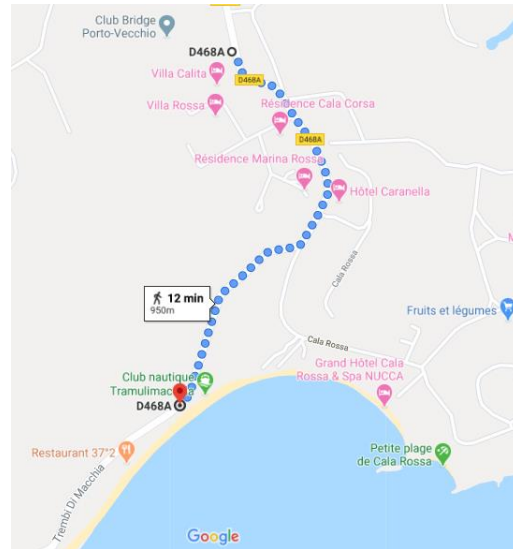 Club Bridge
Porto-Vecchio
D468A
Villa Calita
D468A
Villa Rossa
Résidence Cala Corsa
D468A
Résidence Marina Rossa
Hôtel Caranella
Cala Rossa
12 min
950m
Fruits et légumes
Cala Rossa
Club nautique
Grand Hôtel Cala
Rossa & Spa NUCCA
D468A
Restaurant 37°2
Petite plage
de Cala Rossa
Trembi Di Macchia
Google